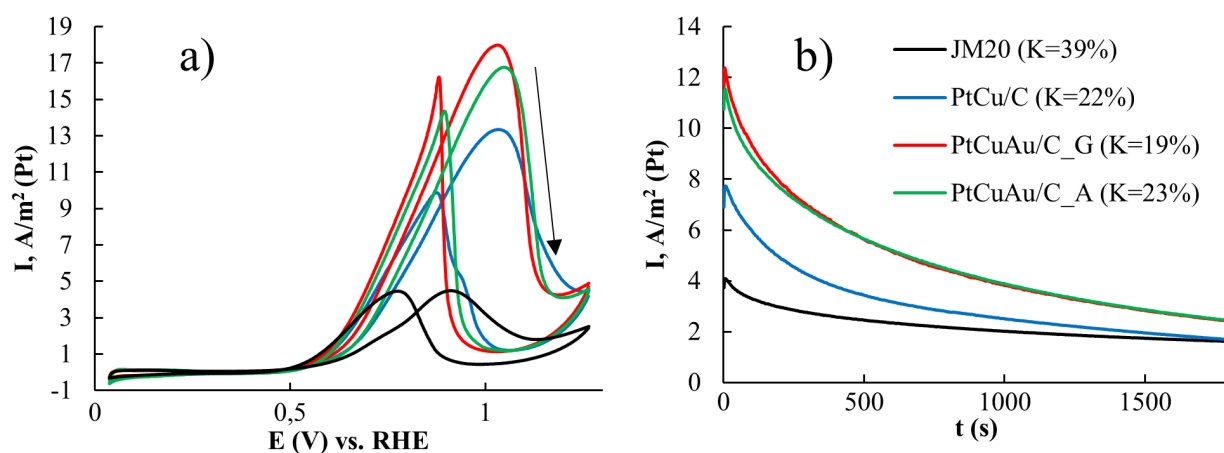 a)
I, A/m² (Pt)
19
17
15
13
11
9
7
5
3
1
-1
0
0,5
1
E (V) vs. RHE
b)
JM20 (K=39%)
PtCu/C (K=22%)
PtCuAu/C_G (K=19%)
PtCuAu/C_A (K=23%)
I, A/m² (Pt)
14
12
10
8
6
4
2
0
0
500
1000
1500
t (s)